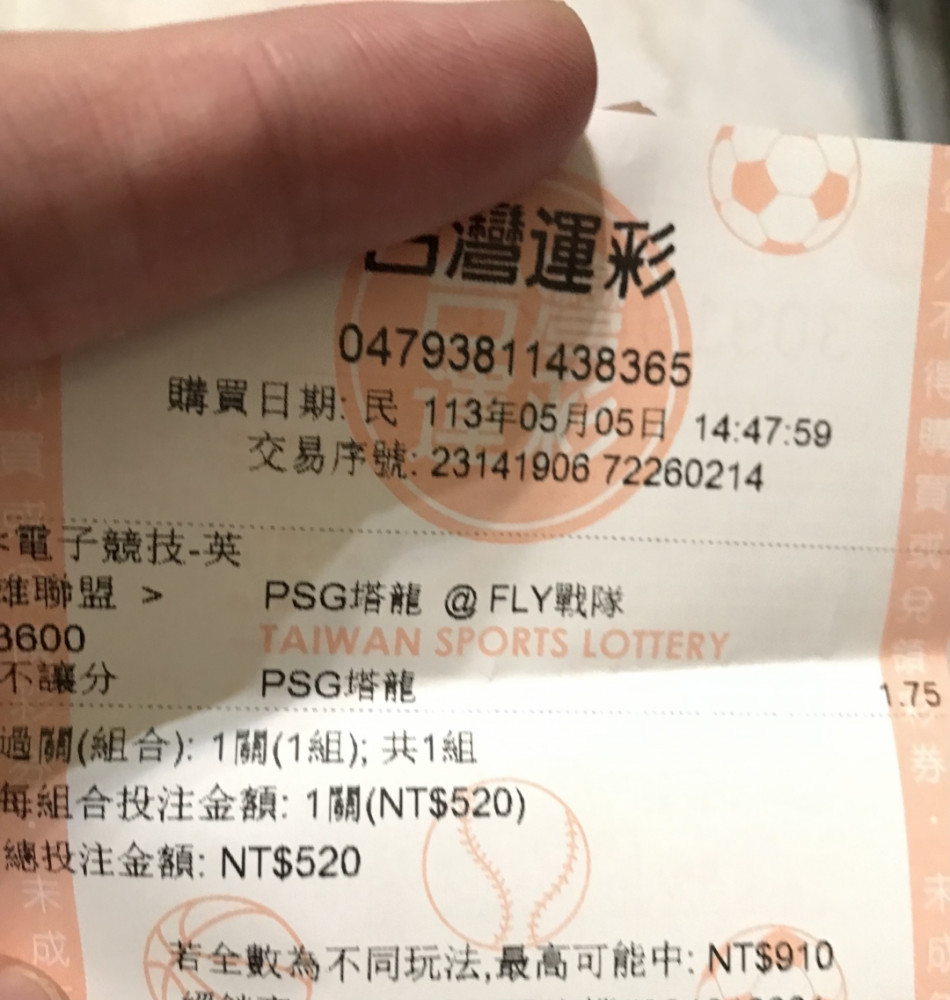 台灣運彩
04793811438365
購買日期: 民 113年05月05日 14:47:59
交易序號: 23141906 72260214
電子競技-英
雄聯盟 > PSG塔龍 @ FLY戰隊
3600
TAIWAN SPORTS LOTTERY
不讓分 PSG塔龍 1.75
過關(組合): 1關(1組); 共1組
每組合投注金額: 1關(NT$520)
總投注金額: NT$520
若全數為不同玩法,最高可能中: NT$910